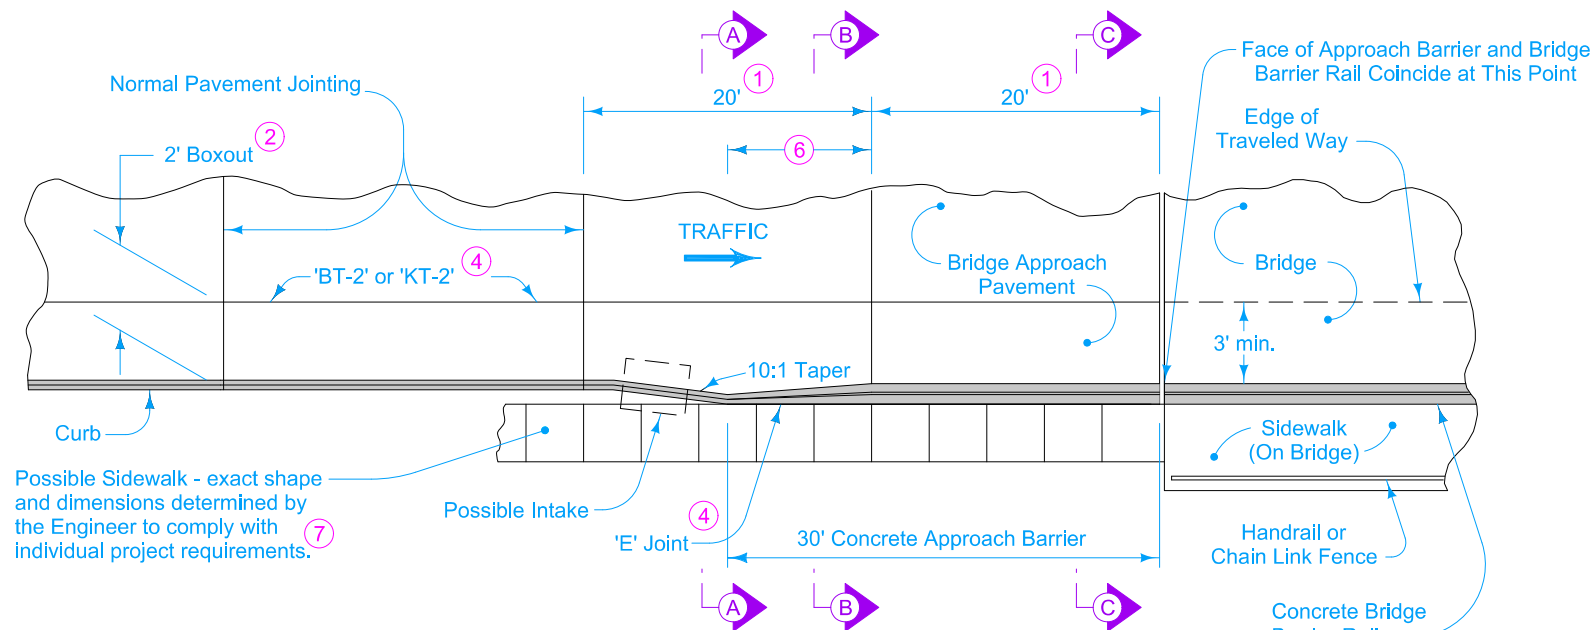 A
B
C
1
1
20'
20'
6
Face of Approach Barrier and Bridge
Barrier Rail Coincide at This Point
Normal Pavement Jointing
2
2' Boxout
Edge of
Traveled Way
TRAFFIC
'BT-2' or 'KT-2'
4
Bridge Approach
Pavement
Bridge
3' min.
10:1 Taper
Curb
Sidewalk
(On Bridge)
Possible Sidewalk - exact shape
and dimensions determined by
the Engineer to comply with
individual project requirements.
7
Possible Intake
4
'E' Joint
30' Concrete Approach Barrier
Handrail or
Chain Link Fence
A
B
C
Concrete Bridge